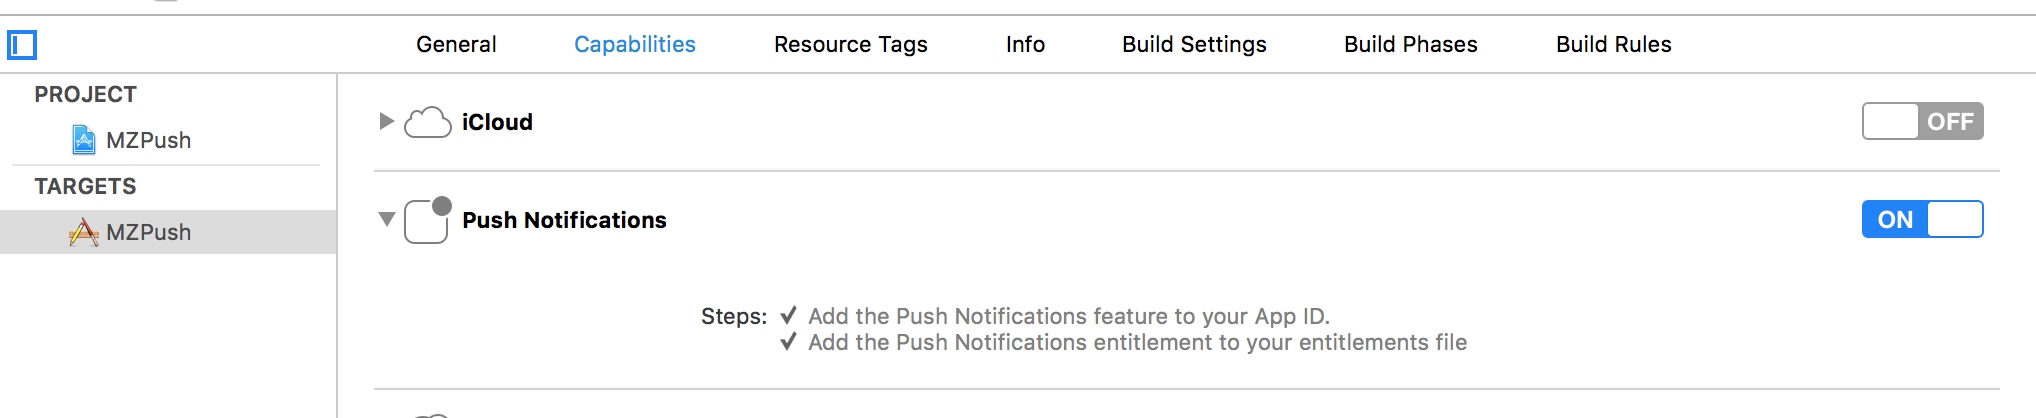 General Capabilities Resource Tags Info Build Settings Build Phases Build Rules
PROJECT
MZPush
TARGETS
MZPush
iCloud OFF
Push Notifications ON
Steps: ✓ Add the Push Notifications feature to your App ID.
✓ Add the Push Notifications entitlement to your entitlements file